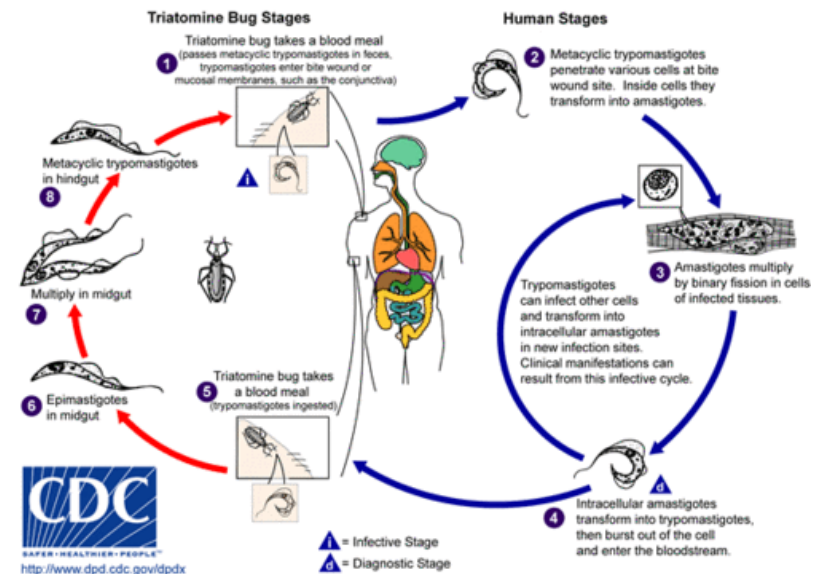 Triatomine Bug Stages
Human Stages
1
Triatomine bug takes a blood meal
(passes metacyclic trypomastigotes in feces,
trypomastigotes enter bite wound or
mucosal membranes, such as the conjunctiva)
2
Metacyclic trypomastigotes
penetrate various cells at bite
wound site. Inside cells they
transform into amastigotes.
i
3
Amastigotes multiply
by binary fission in cells
of infected tissues.
Trypomastigotes
can infect other cells
and transform into
intracellular amastigotes
in new infection sites.
Clinical manifestations can
result from this infective cycle.
d
4
Intracellular amastigotes
transform into trypomastigotes,
then burst out of the cell
and enter the bloodstream.
5
Triatomine bug takes
a blood meal
(trypomastigotes ingested)
6
Epimastigotes
in midgut
Multiply in midgut
7
Metacyclic trypomastigotes
in hindgut
8
i = Infective Stage
d = Diagnostic Stage
CDC
SAFER • HEALTHIER • PEOPLE™
http://www.dpd.cdc.gov/dpdx